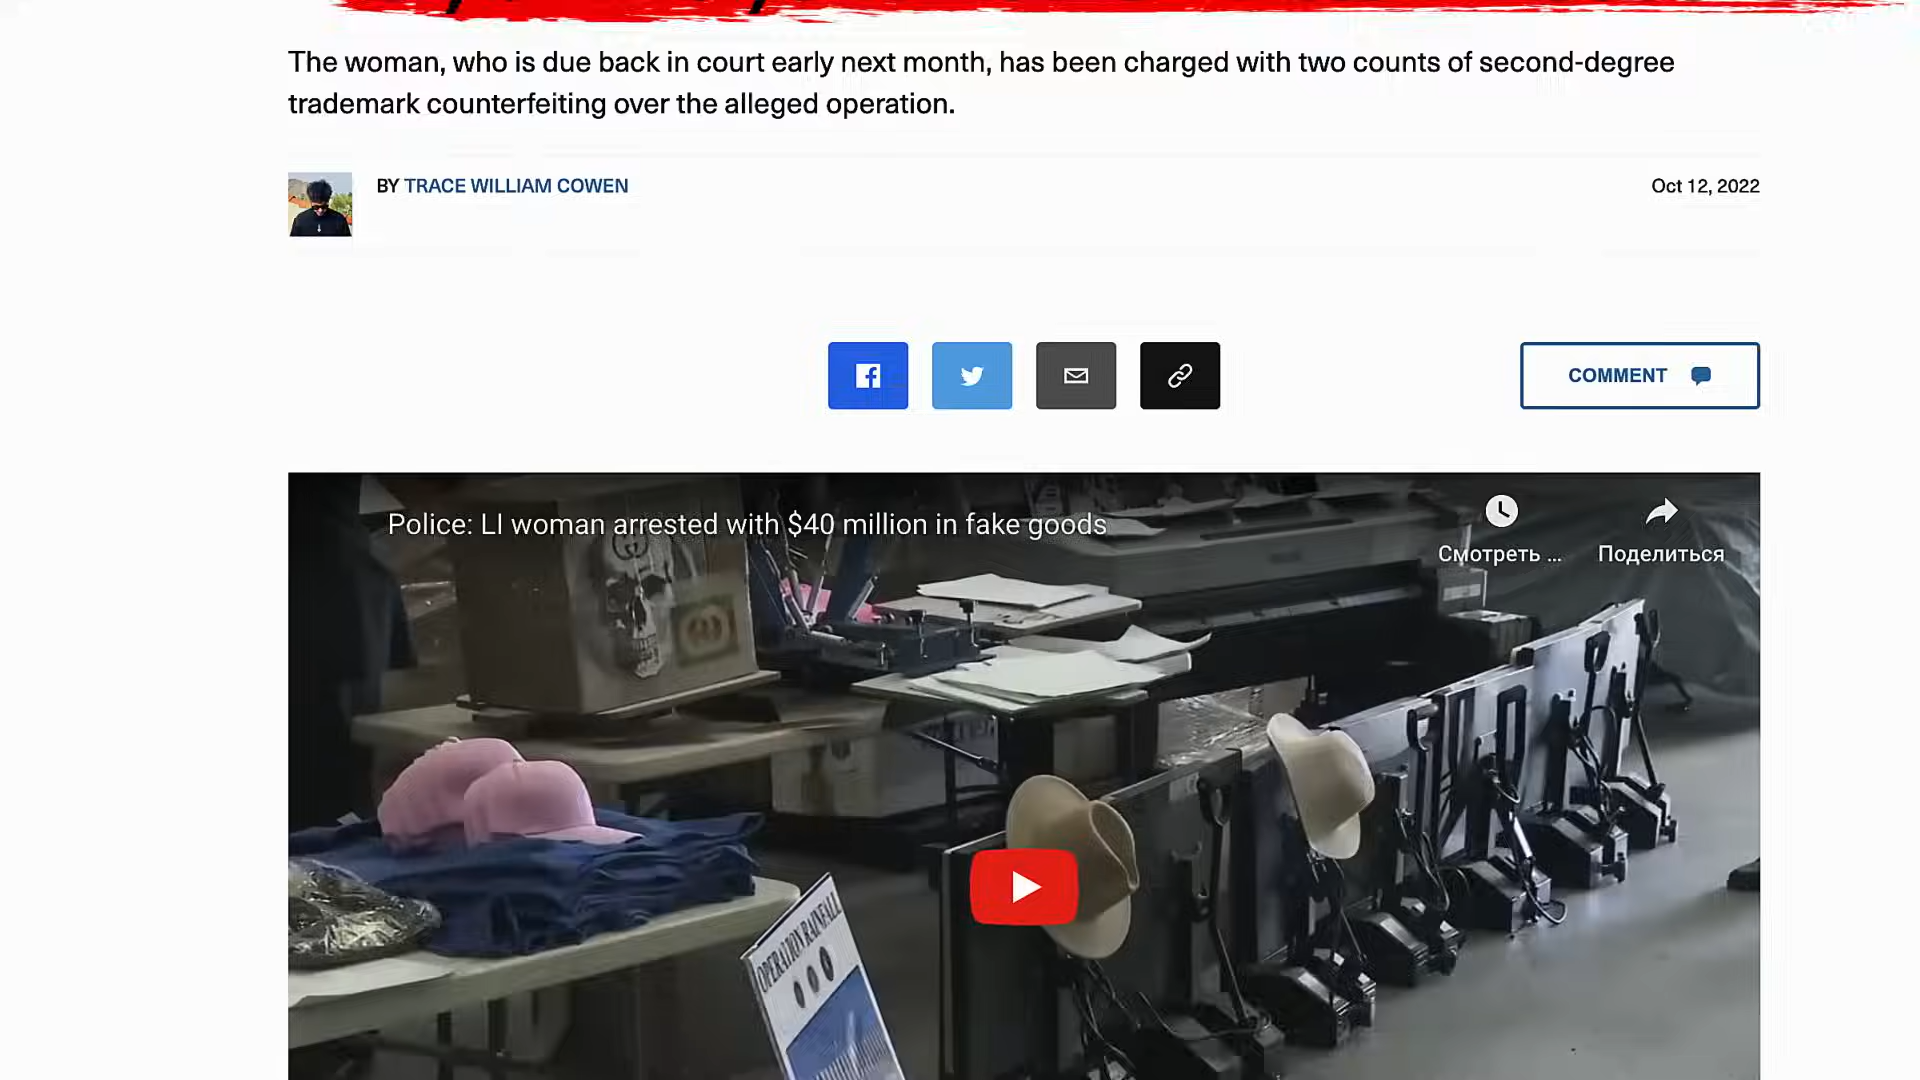 The woman, who is due back in court early next month, has been charged with two counts of second-degree
trademark counterfeiting over the alleged operation.
BY TRACE WILLIAM COWEN
Oct 12, 2022
COMMENT
Police: LI woman arrested with $40 million in fake goods
Смотреть ...
Поделиться
OPERATION RAINFALL